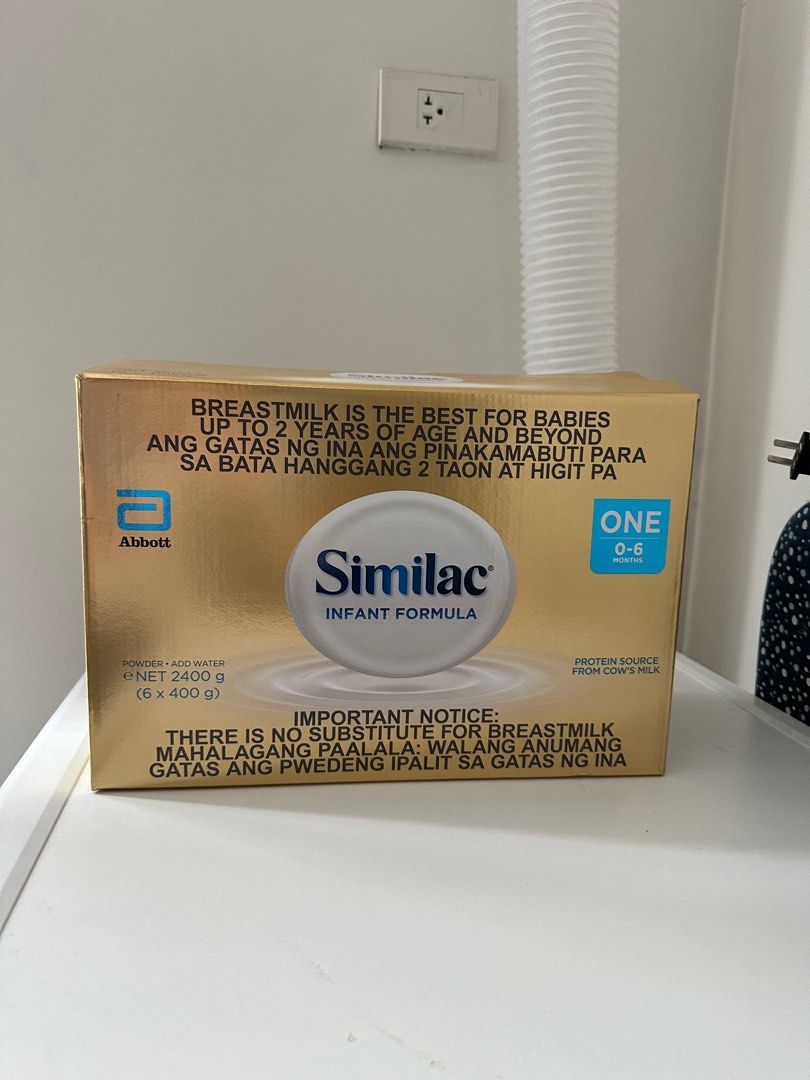 BREASTMILK IS THE BEST FOR BABIES
UP TO 2 YEARS OF AGE AND BEYOND
ANG GATAS NG INA ANG PINAKAMABUTI PARA
SA BATA HANGGANG 2 TAON AT HIGIT PA
Abbott
Similac®
INFANT FORMULA
ONE
0-6
MONTHS
POWDER • ADD WATER
℮ NET 2400 g
(6 x 400 g)
PROTEIN SOURCE
FROM COW'S MILK
IMPORTANT NOTICE:
THERE IS NO SUBSTITUTE FOR BREASTMILK
MAHALAGANG PAALALA: WALANG ANUMANG
GATAS ANG PWEDENG IPALIT SA GATAS NG INA